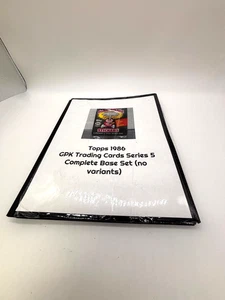 Topps 1986
GPK Trading Cards Series 5
Complete Base Set (no
variants)